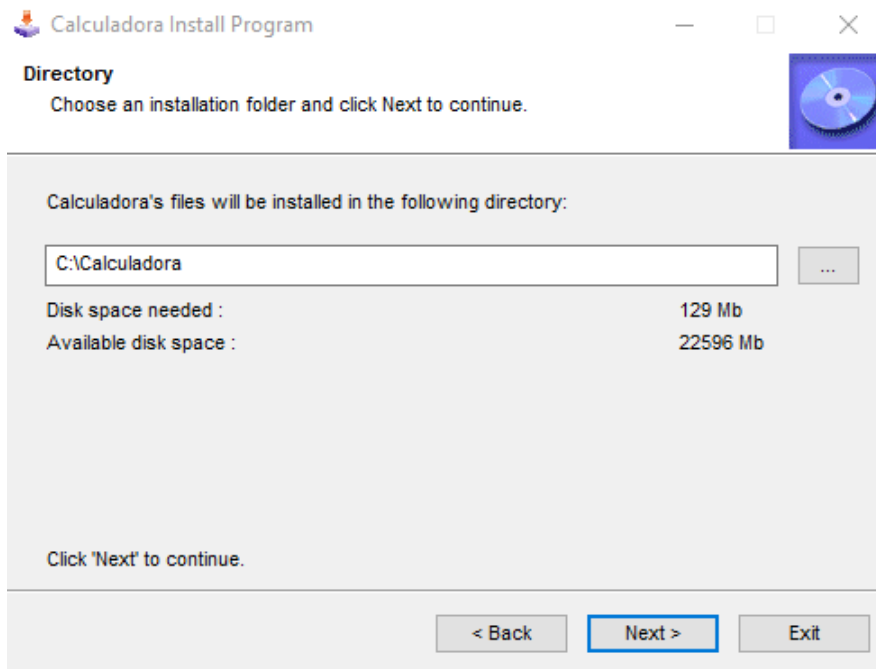 Calculadora Install Program
Directory
Choose an installation folder and click Next to continue.
Calculadora's files will be installed in the following directory:
C:\Calculadora
...
Disk space needed : 129 Mb
Available disk space : 22596 Mb
Click 'Next' to continue.
< Back Next > Exit